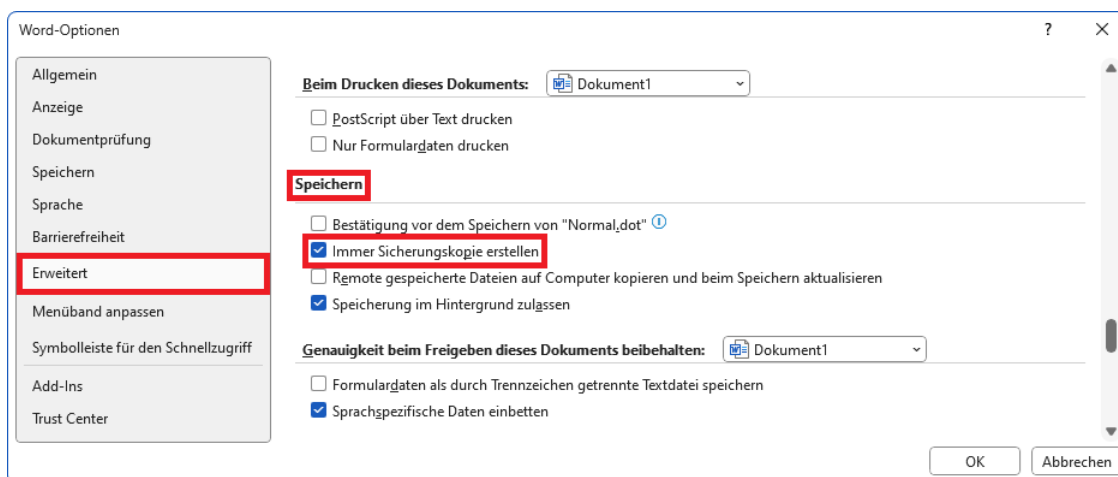 Word-Optionen ?
Allgemein
Anzeige
Dokumentprüfung
Speichern
Sprache
Barrierefreiheit
Erweitert
Menüband anpassen
Symbolleiste für den Schnellzugriff
Add-Ins
Trust Center
Beim Drucken dieses Dokuments: Dokument1
PostScript über Text drucken
Nur Formulardaten drucken
Speichern
Bestätigung vor dem Speichern von "Normal.dot"
Immer Sicherungskopie erstellen
Remote gespeicherte Dateien auf Computer kopieren und beim Speichern aktualisieren
Speicherung im Hintergrund zulassen
Genauigkeit beim Freigeben dieses Dokuments beibehalten: Dokument1
Formulardaten als durch Trennzeichen getrennte Textdatei speichern
Sprachspezifische Daten einbetten
OK Abbrechen